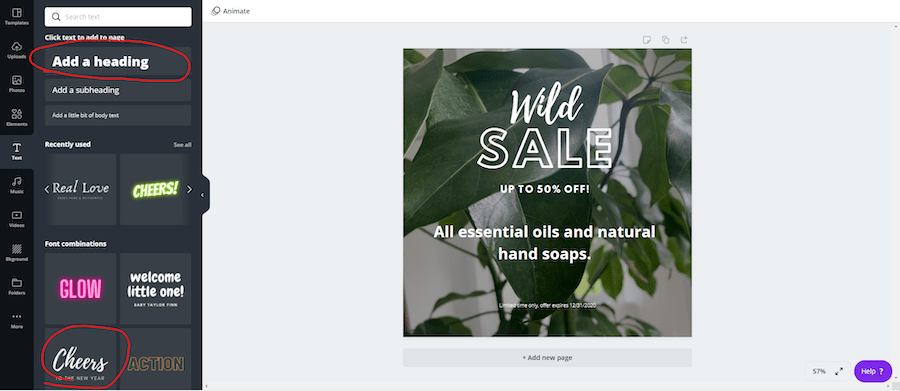 Templates
Uploads
Photos
Elements
Text
Music
Videos
Bkground
Folders
More
Search text
Click text to add to page
Add a heading
Add a subheading
Add a little bit of body text
Recently used
See all
Real Love
CHEERS!
Font combinations
GLOW
welcome
little one!
BABY TAYLOR FINN
Cheers
TO THE NEW YEAR
ACTION
Animate
Wild
SALE
UP TO 50% OFF!
All essential oils and natural
hand soaps.
Limited time only, offer expires 12/31/2020
+ Add new page
57%
Help ?